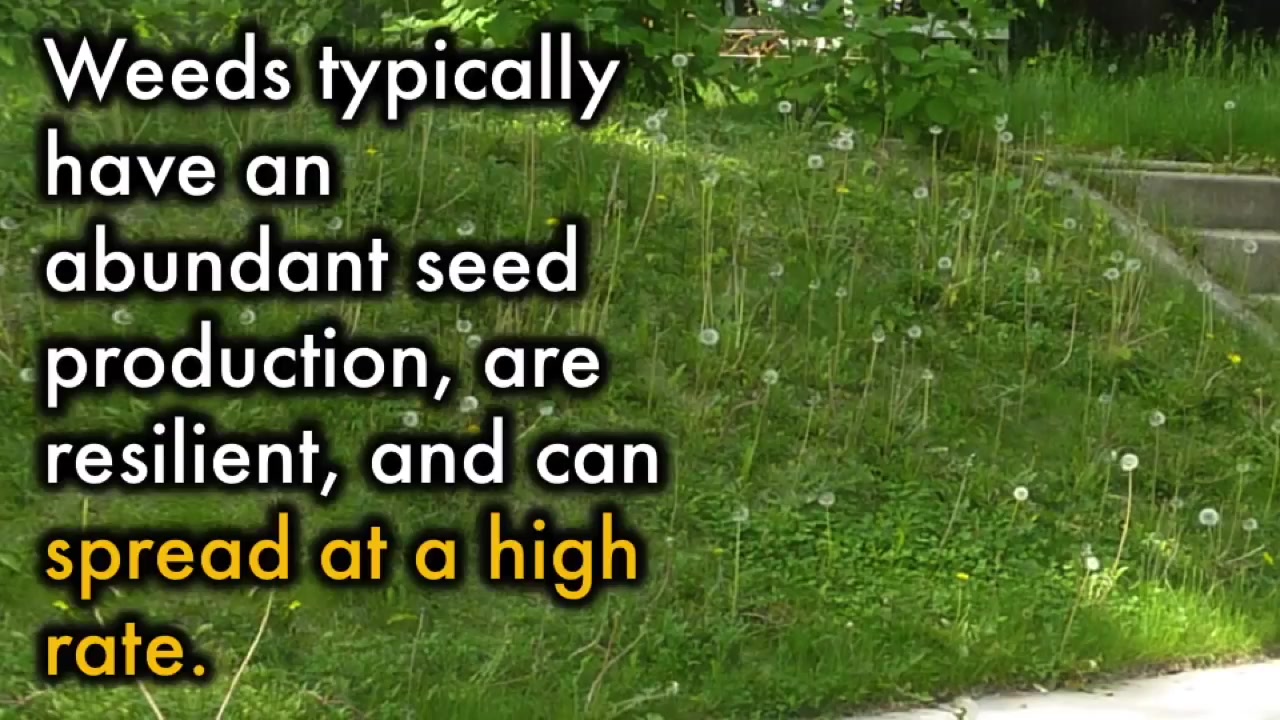 Weeds typically
have an
abundant seed
production, are
resilient, and can
spread at a high
rate.